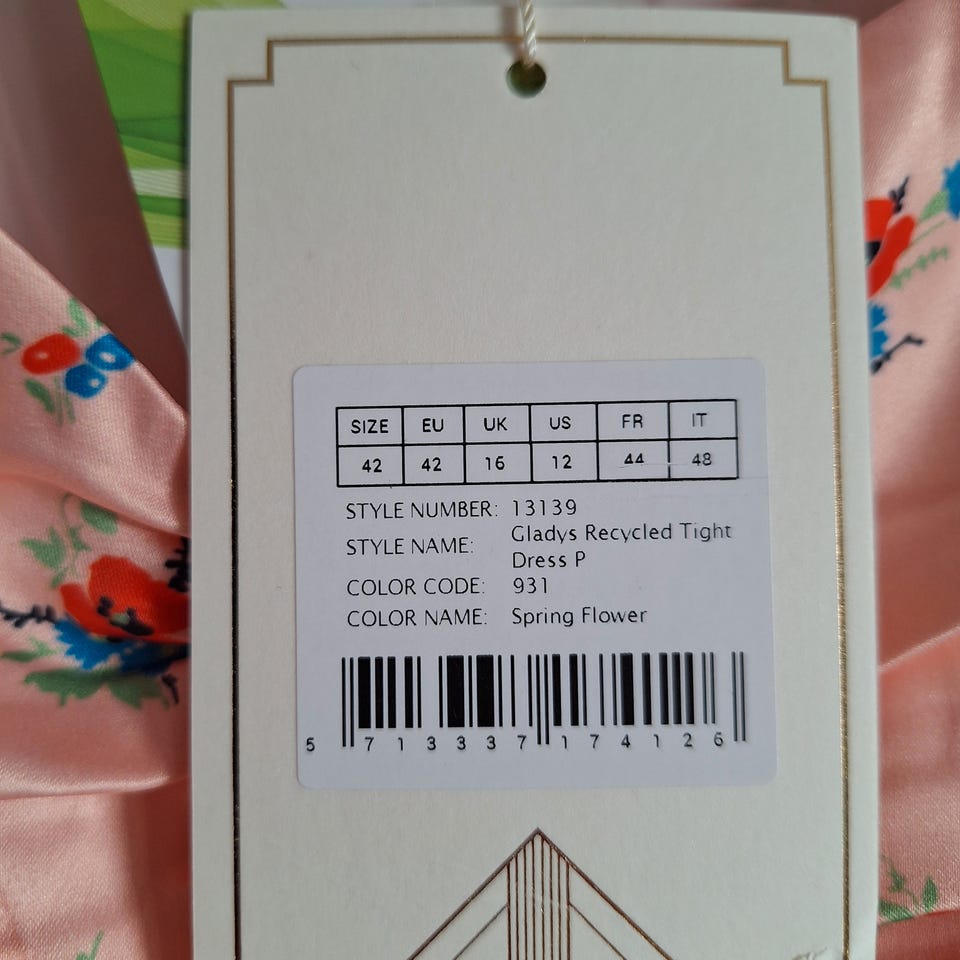 SIZE EU UK US FR IT
42 42 16 12 44 48
STYLE NUMBER: 13139
STYLE NAME: Gladys Recycled Tight
Dress P
COLOR CODE: 931
COLOR NAME: Spring Flower
5 713337 174126